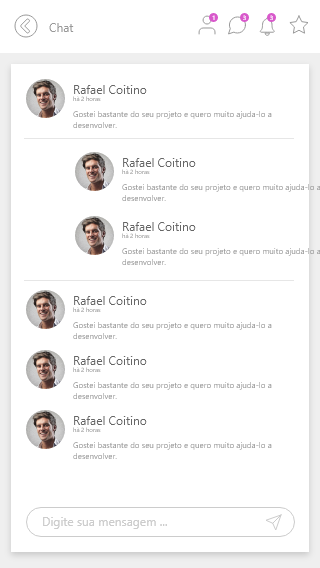 Chat
1
3
3
Rafael Coitino
há 2 horas
Gostei bastante do seu projeto e quero muito ajuda-lo a
desenvolver.
Rafael Coitino
há 2 horas
Gostei bastante do seu projeto e quero muito ajuda-lo a
desenvolver.
Rafael Coitino
há 2 horas
Gostei bastante do seu projeto e quero muito ajuda-lo a
desenvolver.
Rafael Coitino
há 2 horas
Gostei bastante do seu projeto e quero muito ajuda-lo a
desenvolver.
Rafael Coitino
há 2 horas
Gostei bastante do seu projeto e quero muito ajuda-lo a
desenvolver.
Rafael Coitino
há 2 horas
Gostei bastante do seu projeto e quero muito ajuda-lo a
desenvolver.
Digite sua mensagem ...